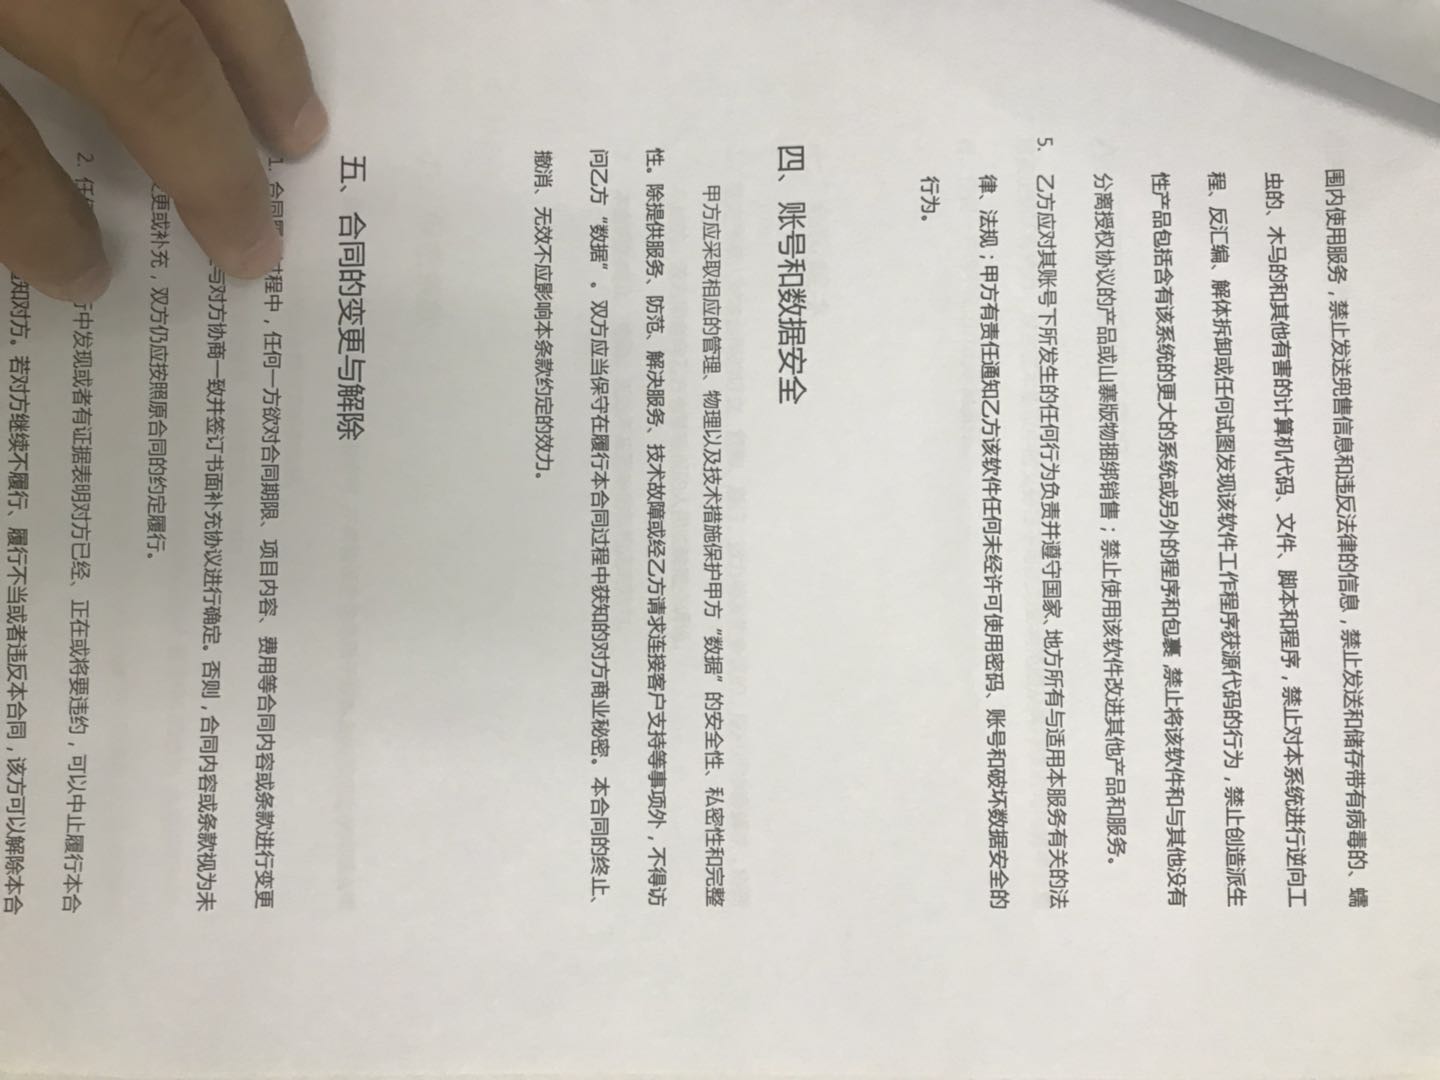 围内使用服务，禁止发送兜售信息和违反法律的信息，禁止发送和储存带有病毒的、蠕
虫的、木马的和其他有害的计算机代码、文件、脚本和程序，禁止对本系统进行逆向工
程、反汇编、解体拆卸或任何试图发现该软件工作程序获源代码的行为，禁止创造派生
性产品包括含有该系统的更大的系统或另外的程序和包裹,禁止将该软件和与其他没有
分离授权协议的产品或山寨版物捆绑销售；禁止使用该软件改进其他产品和服务。
5. 乙方应对其账号下所发生的任何行为负责并遵守国家、地方所有与适用本服务有关的法
律、法规；甲方有责任通知乙方该软件任何未经许可使用密码、账号和破坏数据安全的
行为。
四、账号和数据安全
甲方应采取相应的管理、物理以及技术措施保护甲方“数据”的安全性、私密性和完整
性。除提供服务、防范、解决服务、技术故障或经乙方请求连接客户支持等事项外，不得访
问乙方“数据”。双方应当保守在履行本合同过程中获知的对方商业秘密。本合同的终止、
撤消、无效不应影响本条款约定的效力。
五、合同的变更与解除
1. 合同 过程中，任何一方欲对合同期限、项目内容、费用等合同内容或条款进行变更
与对方协商一致并签订书面补充协议进行确定。否则，合同内容或条款视为未
变更或补充，双方仍应按照原合同的约定履行。
2. 任 行中发现或者有证据表明对方已经、正在或将要违约，可以中止履行本合
知对方。若对方继续不履行、履行不当或者违反本合同，该方可以解除本合